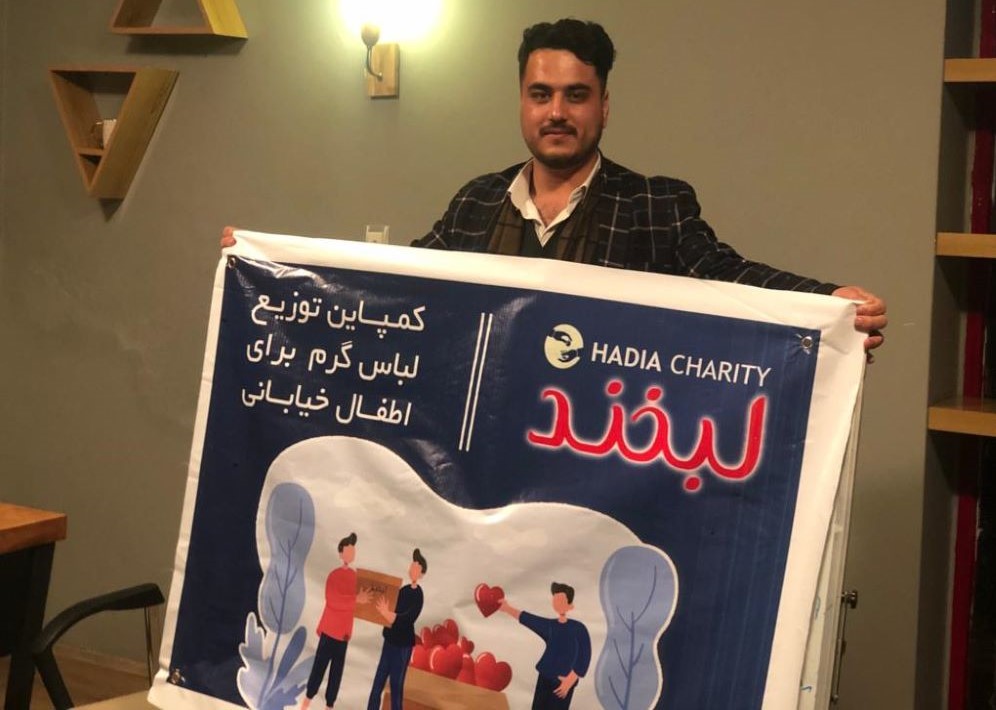 HADIA CHARITY
لبخند
کمپاین توزیع
لباس گرم برای
اطفال خیابانی